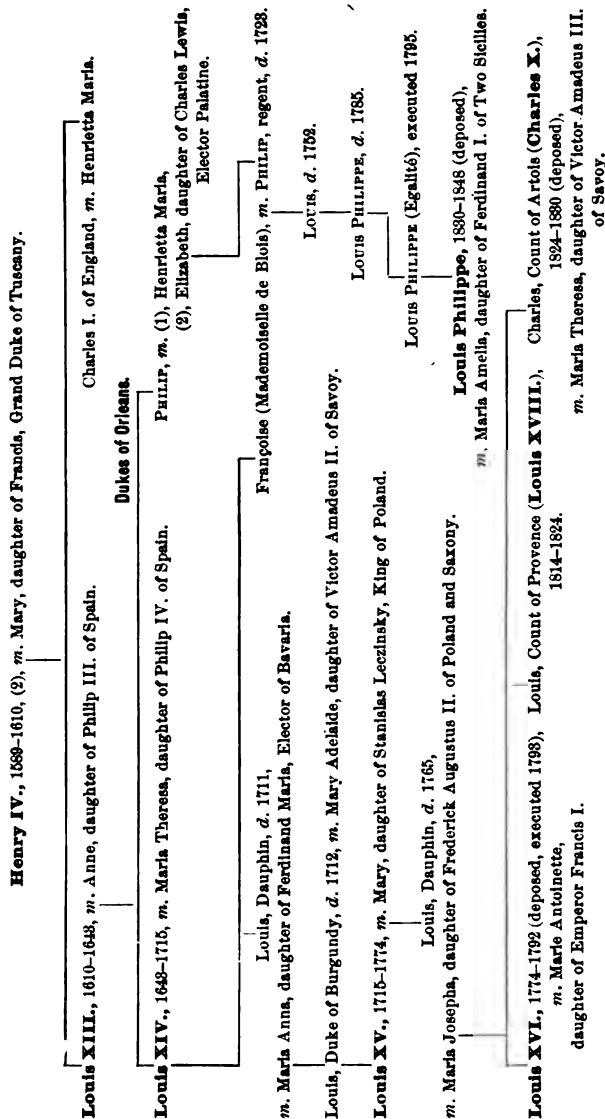 Henry IV., 1589–1610, (2), m. Mary, daughter of Francis, Grand Duke of Tuscany.
Louis XIII., 1610–1643, m. Anne, daughter of Philip III. of Spain.
Charles I. of England, m. Henrietta Maria.
Dukes of Orleans.
Louis XIV., 1643–1715, m. Maria Theresa, daughter of Philip IV. of Spain.
PHILIP, m. (1), Henrietta Maria,
(2), Elizabeth, daughter of Charles Lewis,
Elector Palatine.
Louis, Dauphin, d. 1711,
m. Maria Anna, daughter of Ferdinand Maria, Elector of Bavaria.
Françoise (Mademoiselle de Blois), m. PHILIP, regent, d. 1723.
Louis, Duke of Burgundy, d. 1712, m. Mary Adelaide, daughter of Victor Amadeus II. of Savoy.
LOUIS, d. 1752.
Louis XV., 1715–1774, m. Mary, daughter of Stanislas Leczinsky, King of Poland.
LOUIS PHILIPPE, d. 1785.
Louis, Dauphin, d. 1765,
m. Maria Josepha, daughter of Frederick Augustus II. of Poland and Saxony.
LOUIS PHILIPPE (Egalité), executed 1795.
Louis Philippe, 1830–1848 (deposed),
m. Maria Amelia, daughter of Ferdinand I. of Two Sicilies.
Louis XVI., 1774–1792 (deposed, executed 1793),
m. Marie Antoinette,
daughter of Emperor Francis I.
Louis, Count of Provence (Louis XVIII.),
1814–1824.
Charles, Count of Artois (Charles X.),
1824–1830 (deposed),
m. Maria Theresa, daughter of Victor Amadeus III.
of Savoy.